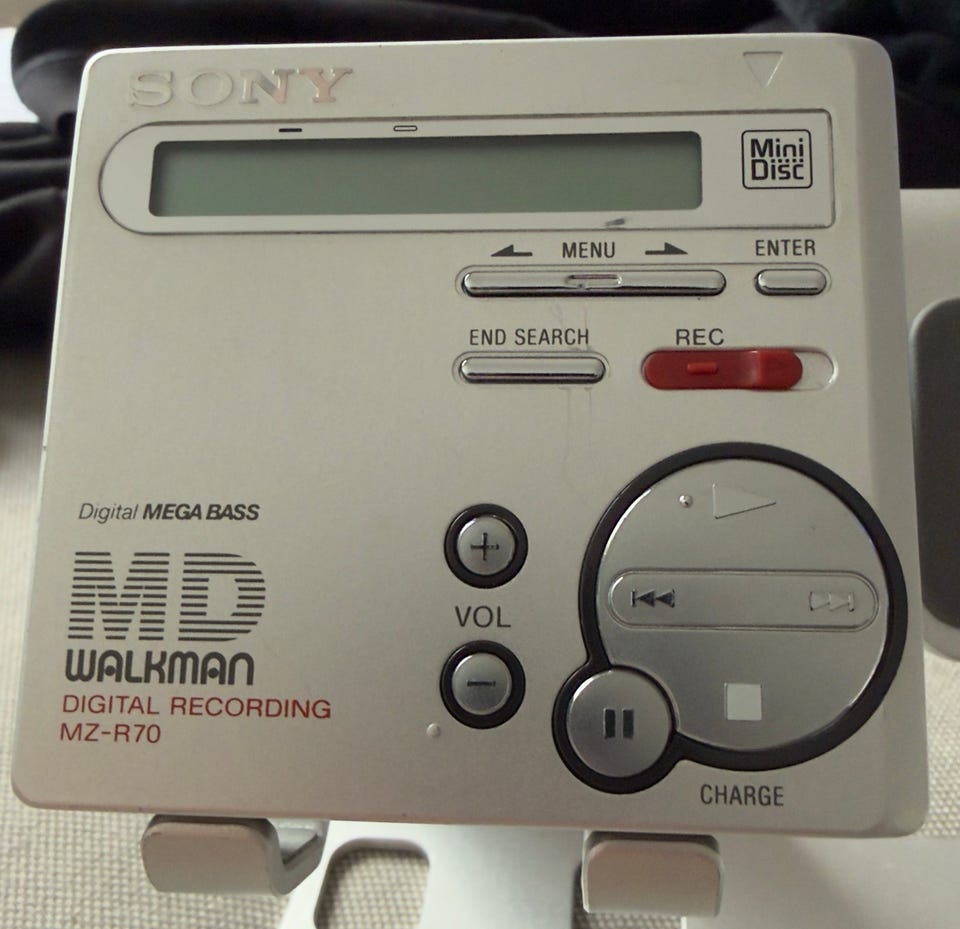 SONY
Mini
Disc
MENU
ENTER
END SEARCH
REC
Digital MEGA BASS
MD
WALKMAN
DIGITAL RECORDING
MZ-R70
VOL
CHARGE